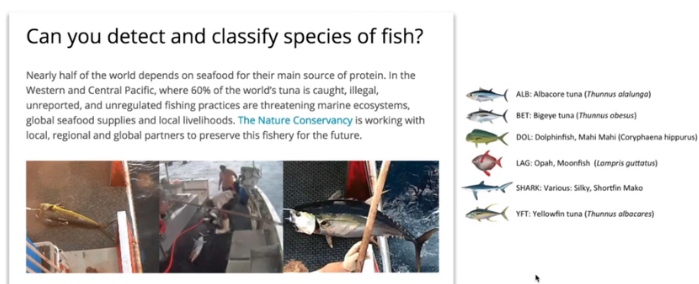 Can you detect and classify species of fish?
Nearly half of the world depends on seafood for their main source of protein. In the
Western and Central Pacific, where 60% of the world's tuna is caught, illegal,
unreported, and unregulated fishing practices are threatening marine ecosystems,
global seafood supplies and local livelihoods. The Nature Conservancy is working with
local, regional and global partners to preserve this fishery for the future.
ALB: Albacore tuna (Thunnus alalunga)
BET: Bigeye tuna (Thunnus obesus)
DOL: Dolphinfish, Mahi Mahi (Coryphaena hippurus)
LAG: Opah, Moonfish (Lampris guttatus)
SHARK: Various: Silky, Shortfin Mako
YFT: Yellowfin tuna (Thunnus albacares)